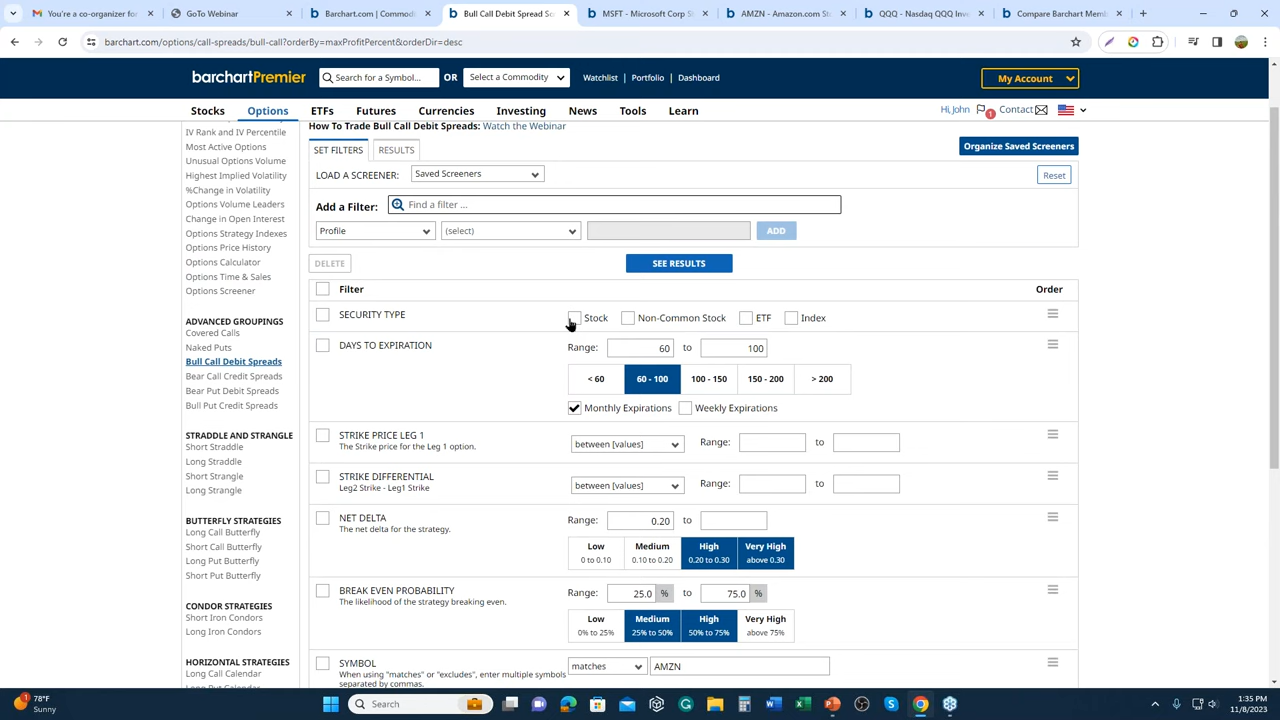 You're a co-organizer for
GoTo Webinar
Barchart.com | Commod
Bull Call Debit Spread Sc
MSFT - Microsoft Corp St
AMZN - Amazon.com Sto
QQQ - Nasdaq QQQ Inv
Compare Barchart Memb
barchart.com/options/call-spreads/bull-call?orderBy=maxProfitPercent&orderDir=desc
barchartPremier
Search for a Symbol...
OR
Select a Commodity
Watchlist
Portfolio
Dashboard
My Account
Stocks
Options
ETFs
Futures
Currencies
Investing
News
Tools
Learn
Hi, John
1
Contact
IV Rank and IV Percentile
Most Active Options
Unusual Options Volume
Highest Implied Volatility
%Change in Volatility
Options Volume Leaders
Change in Open Interest
Options Strategy Indexes
Options Price History
Options Calculator
Options Time & Sales
Options Screener
ADVANCED GROUPINGS
Covered Calls
Naked Puts
Bull Call Debit Spreads
Bear Call Credit Spreads
Bear Put Debit Spreads
Bull Put Credit Spreads
STRADDLE AND STRANGLE
Short Straddle
Long Straddle
Short Strangle
Long Strangle
BUTTERFLY STRATEGIES
Long Call Butterfly
Short Call Butterfly
Long Put Butterfly
Short Put Butterfly
CONDOR STRATEGIES
Short Iron Condors
Long Iron Condors
HORIZONTAL STRATEGIES
Long Call Calendar
Long Put Calendar
How To Trade Bull Call Debit Spreads: Watch the Webinar
SET FILTERS
RESULTS
Organize Saved Screeners
LOAD A SCREENER:
Saved Screeners
Reset
Add a Filter:
Find a filter ...
Profile
(select)
ADD
DELETE
SEE RESULTS
Filter
Order
SECURITY TYPE
Stock
Non-Common Stock
ETF
Index
DAYS TO EXPIRATION
Range: 60 to 100
< 60
60 - 100
100 - 150
150 - 200
> 200
Monthly Expirations
Weekly Expirations
STRIKE PRICE LEG 1
The Strike price for the Leg 1 option.
between [values]
Range: to
STRIKE DIFFERENTIAL
Leg2 Strike - Leg1 Strike
between [values]
Range: to
NET DELTA
The net delta for the strategy.
Range: 0.20 to
Low
0 to 0.10
Medium
0.10 to 0.20
High
0.20 to 0.30
Very High
above 0.30
BREAK EVEN PROBABILITY
The likelihood of the strategy breaking even.
Range: 25.0 % to 75.0 %
Low
0% to 25%
Medium
25% to 50%
High
50% to 75%
Very High
above 75%
SYMBOL
When using "matches" or "excludes", enter multiple symbols
separated by commas.
matches
AMZN
1
78°F
Sunny
Search
1:35 PM
11/8/2023